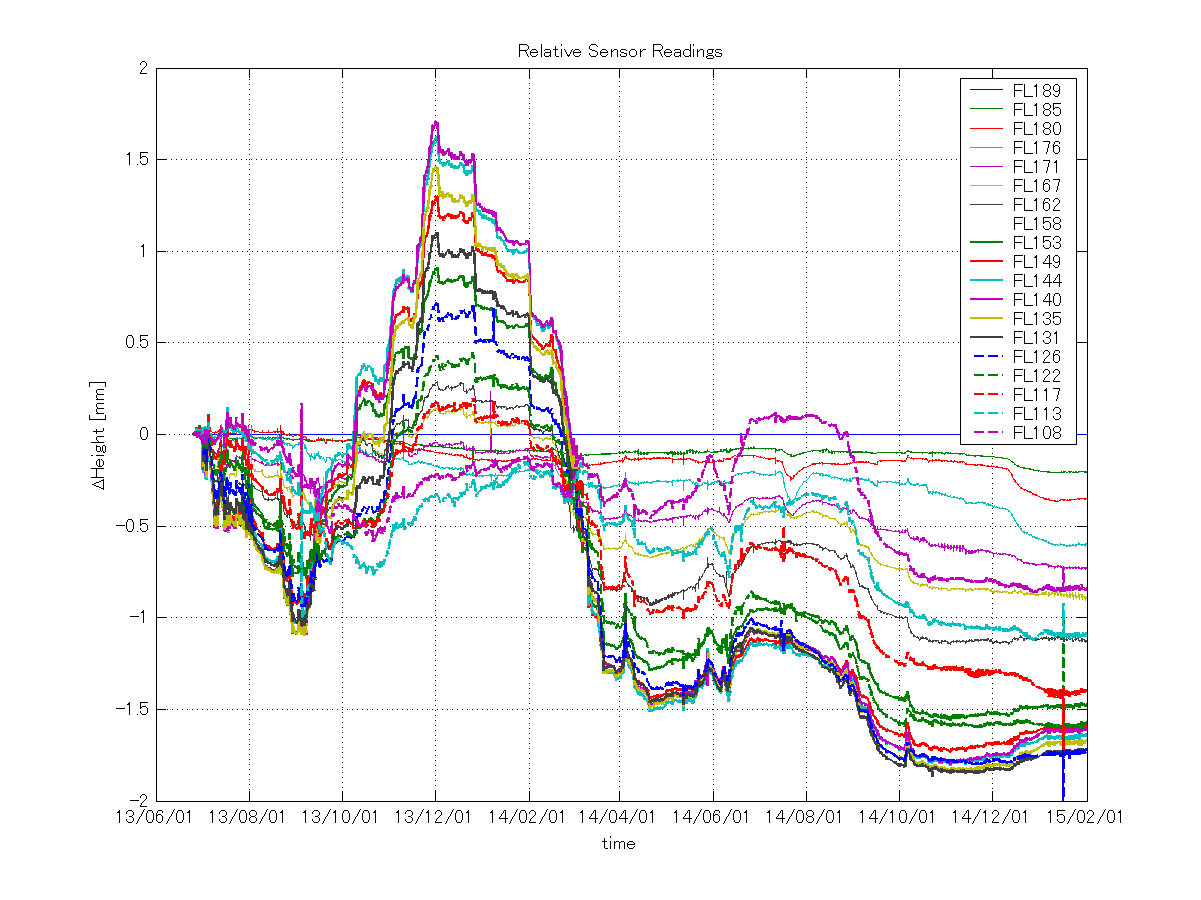 Relative Sensor Readings
2
1.5
1
0.5
0
-0.5
-1
-1.5
-2
ΔHeight [mm]
FL189
FL185
FL180
FL176
FL171
FL167
FL162
FL158
FL153
FL149
FL144
FL140
FL135
FL131
FL126
FL122
FL117
FL113
FL108
13/06/01 13/08/01 13/10/01 13/12/01 14/02/01 14/04/01 14/06/01 14/08/01 14/10/01 14/12/01 15/02/01
time